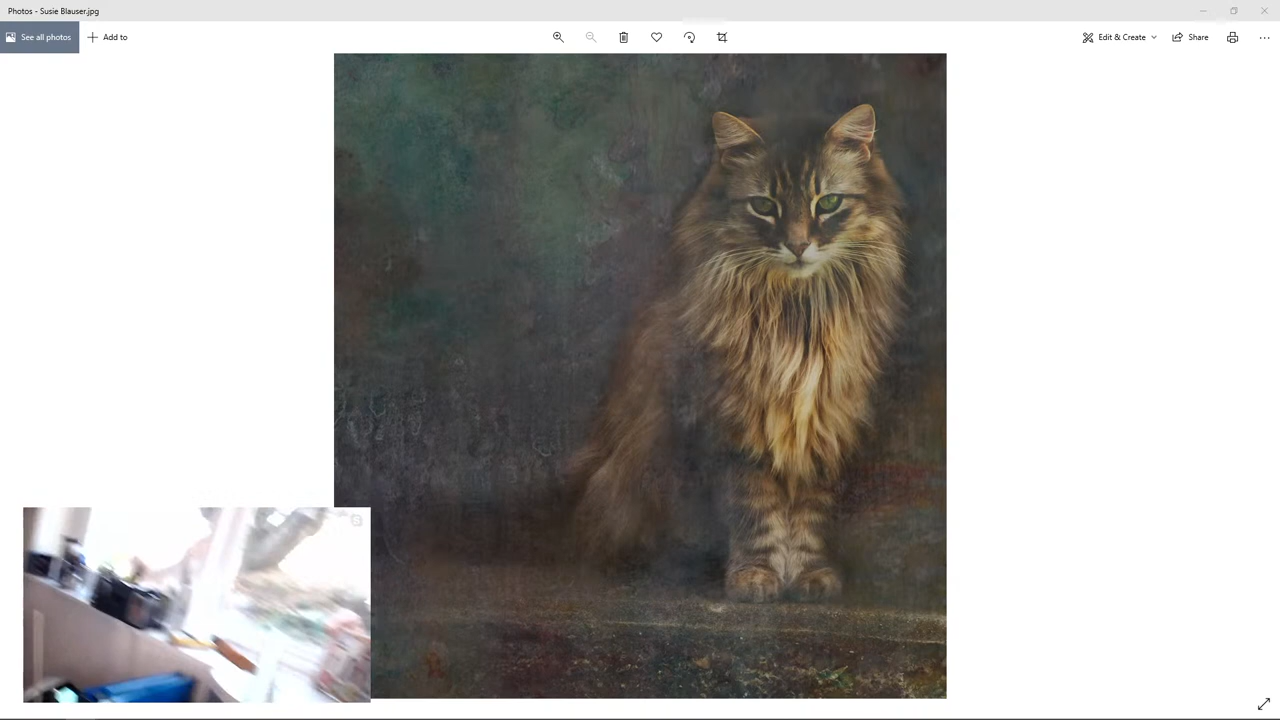 Photos - Susie Blauser.jpg
See all photos
Add to
Edit & Create
Share